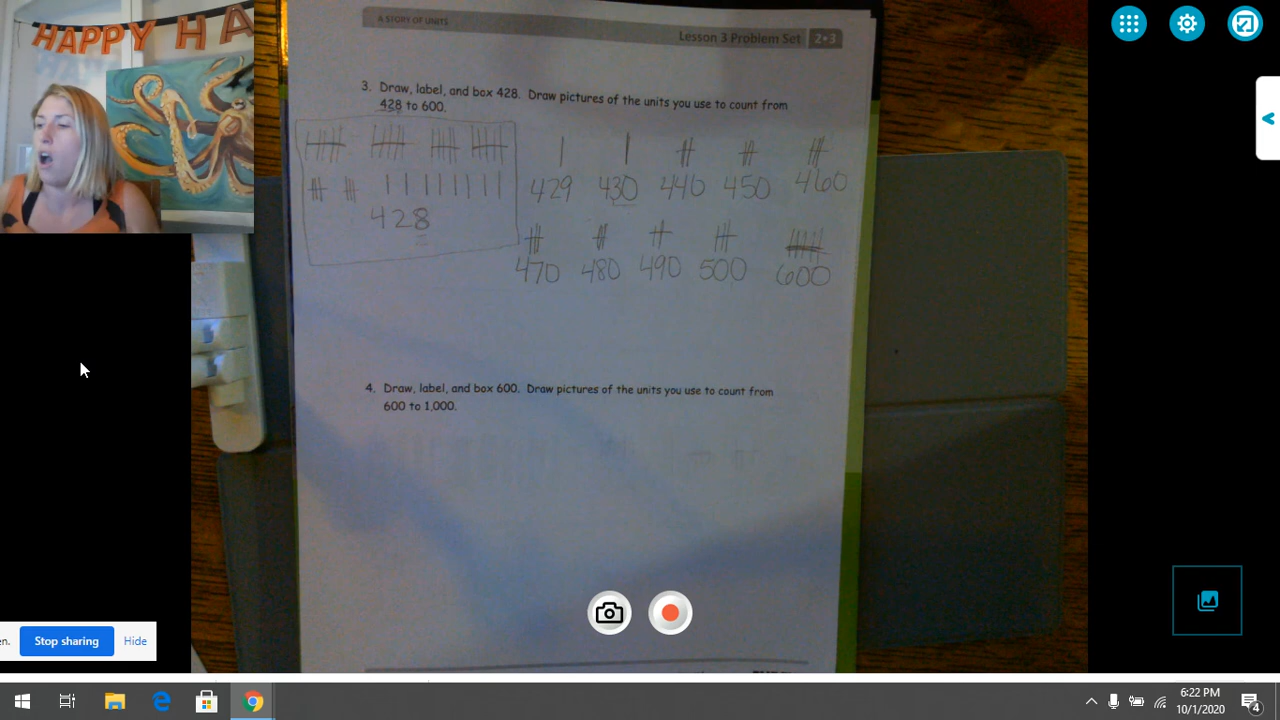 HAPPY HA
A STORY OF UNITS
Lesson 3 Problem Set 2•3
3. Draw, label, and box 428. Draw pictures of the units you use to count from
428 to 600.
428
429 430 440 450 460
470 480 490 500 600
4. Draw, label, and box 600. Draw pictures of the units you use to count from
600 to 1,000.
Stop sharing Hide
6:22 PM
10/1/2020
4